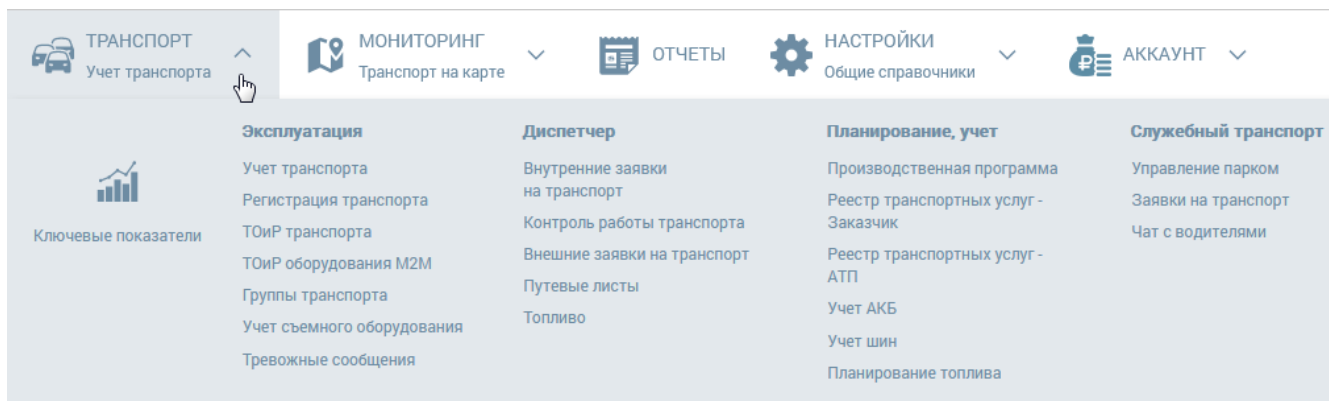 ТРАНСПОРТ
Учет транспорта
МОНИТОРИНГ
Транспорт на карте
ОТЧЕТЫ
НАСТРОЙКИ
Общие справочники
АККАУНТ
Ключевые показатели
Эксплуатация
Учет транспорта
Регистрация транспорта
ТОиР транспорта
ТОиР оборудования М2М
Группы транспорта
Учет съемного оборудования
Тревожные сообщения
Диспетчер
Внутренние заявки
на транспорт
Контроль работы транспорта
Внешние заявки на транспорт
Путевые листы
Топливо
Планирование, учет
Производственная программа
Реестр транспортных услуг -
Заказчик
Реестр транспортных услуг -
АТП
Учет АКБ
Учет шин
Планирование топлива
Служебный транспорт
Управление парком
Заявки на транспорт
Чат с водителями